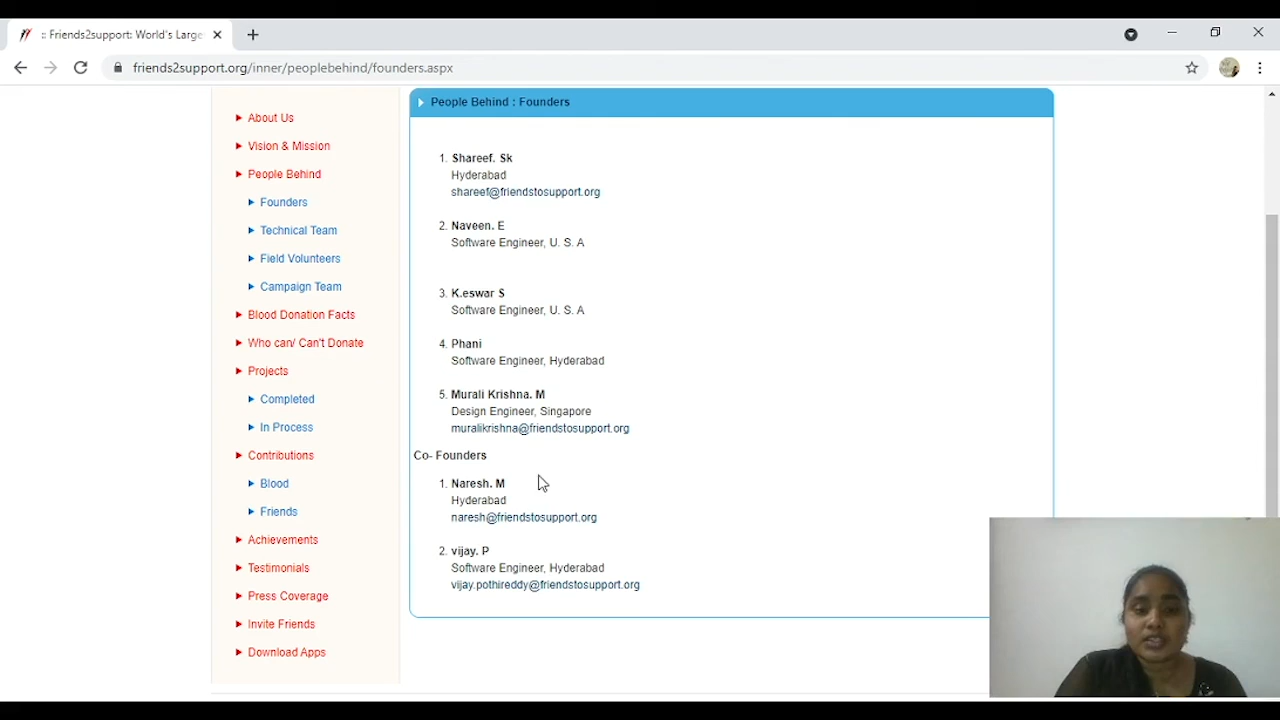 :: Friends2support: World's Large
friends2support.org/inner/peoplebehind/founders.aspx
About Us
Vision & Mission
People Behind
Founders
Technical Team
Field Volunteers
Campaign Team
Blood Donation Facts
Who can/ Can't Donate
Projects
Completed
In Process
Contributions
Blood
Friends
Achievements
Testimonials
Press Coverage
Invite Friends
Download Apps
People Behind : Founders
1. Shareef. Sk
Hyderabad
shareef@friendstosupport.org
2. Naveen. E
Software Engineer, U. S. A
3. K.eswar S
Software Engineer, U. S. A
4. Phani
Software Engineer, Hyderabad
5. Murali Krishna. M
Design Engineer, Singapore
muralikrishna@friendstosupport.org
Co- Founders
1. Naresh. M
Hyderabad
naresh@friendstosupport.org
2. vijay. P
Software Engineer, Hyderabad
vijay.pothireddy@friendstosupport.org